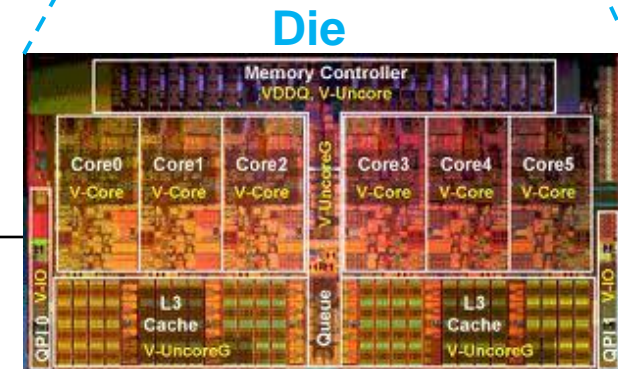 Die
Memory Controller
VDDQ, V-Uncore
Core0
V-Core
Core1
V-Core
Core2
V-Core
V-UncoreG
Core3
V-Core
Core4
V-Core
Core5
V-Core
QPI 0 V-IO
L3
Cache
V-UncoreG
Queue
L3
Cache
V-UncoreG
QPI 1 V-IO